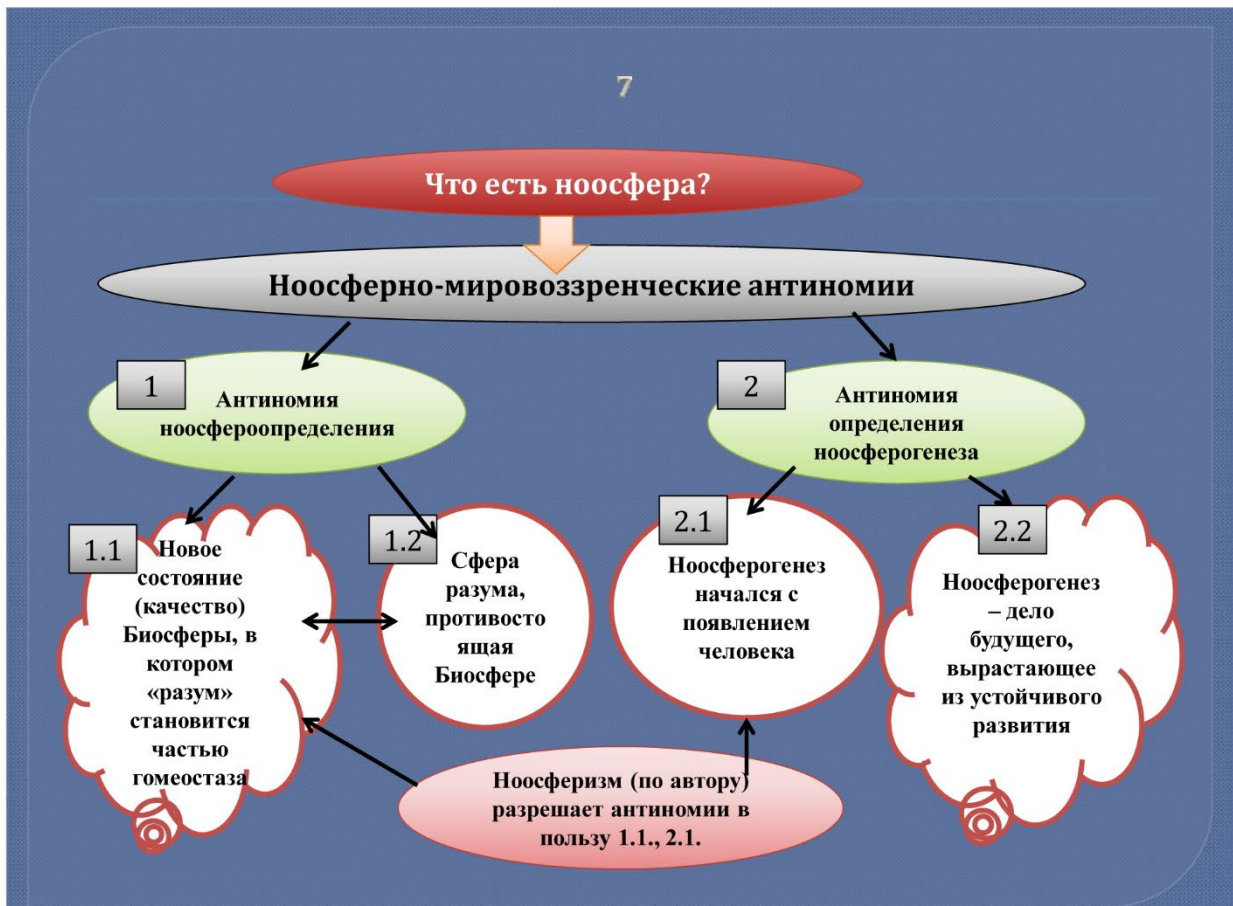 7
Что есть ноосфера?
Ноосферно-мировоззренческие антиномии
1
Антиномия
ноосфероопределения
2
Антиномия
определения
ноосферогенеза
1.1
Новое
состояние
(качество)
Биосферы, в
котором
«разум»
становится
частью
гомеостаза
1.2
Сфера
разума,
противосто
ящая
Биосфере
2.1
Ноосферогенез
начался с
появлением
человека
2.2
Ноосферогенез
– дело
будущего,
вырастающее
из устойчивого
развития
Ноосферизм (по автору)
разрешает антиномии в
пользу 1.1., 2.1.